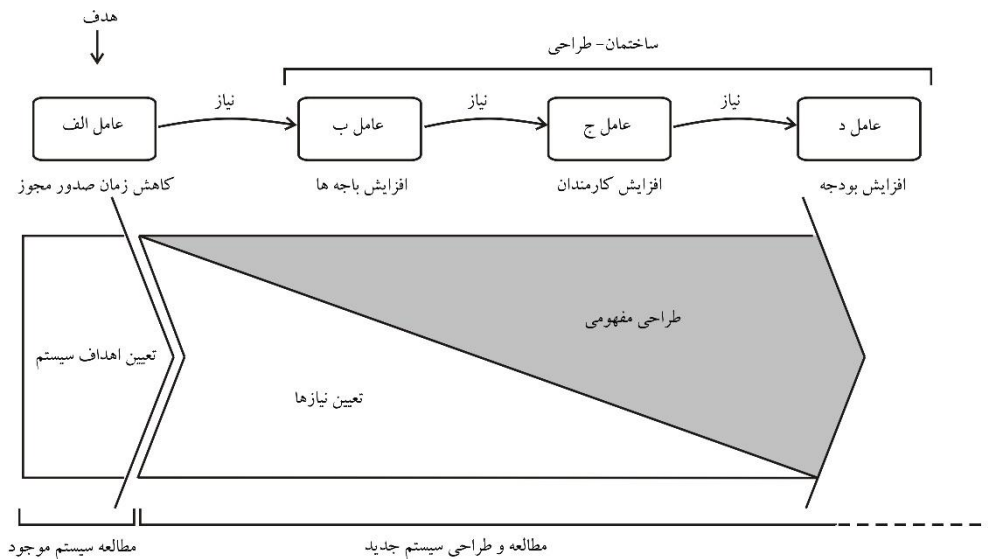 هدف
ساختمان- طراحی
نیاز
نیاز
نیاز
عامل الف
عامل ب
عامل ج
عامل د
کاهش زمان صدور مجوز
افزایش باجه ها
افزایش کارمندان
افزایش بودجه
طراحی مفهومی
تعیین اهداف سیستم
تعیین نیازها
مطالعه سیستم موجود
مطالعه و طراحی سیستم جدید